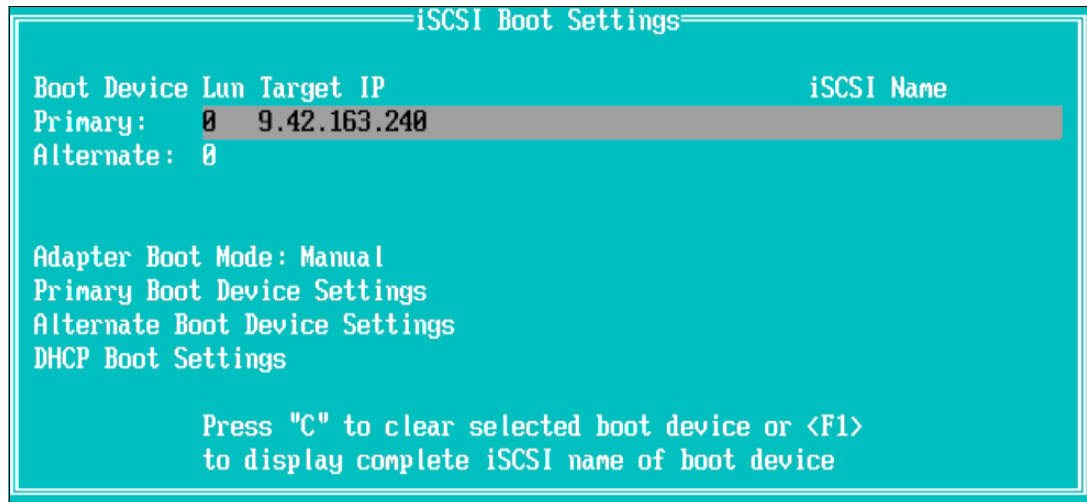 iSCSI Boot Settings
Boot Device Lun Target IP iSCSI Name
Primary: 0 9.42.163.240
Alternate: 0
Adapter Boot Mode: Manual
Primary Boot Device Settings
Alternate Boot Device Settings
DHCP Boot Settings
Press "C" to clear selected boot device or <F1>
to display complete iSCSI name of boot device